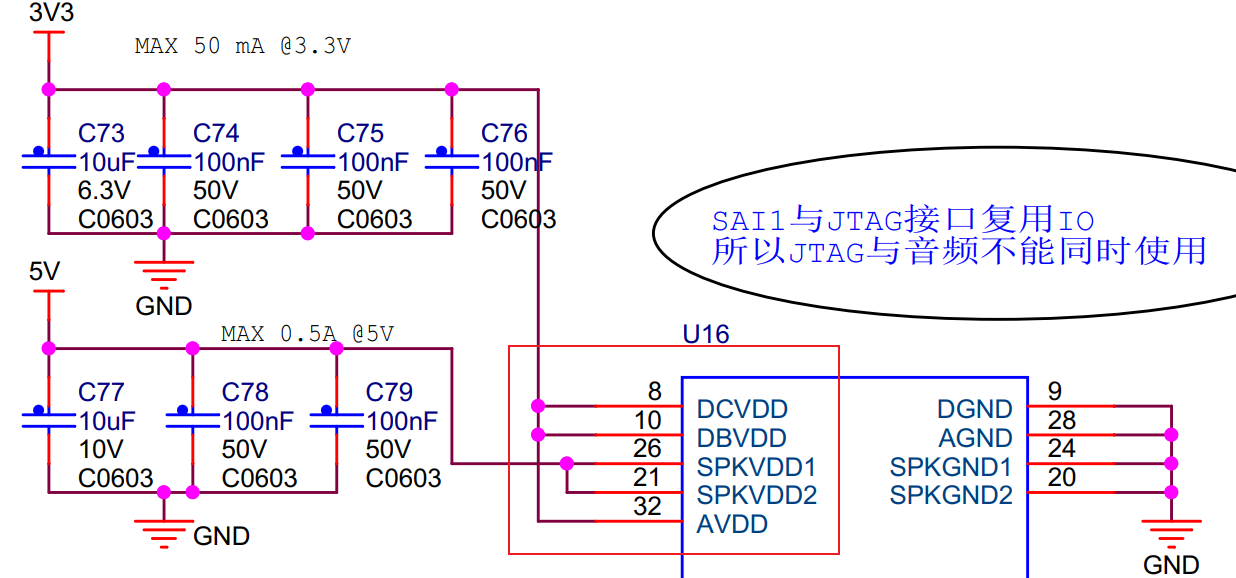 3V3
MAX 50 mA @3.3V
C73
10uF
6.3V
C0603
C74
100nF
50V
C0603
C75
100nF
50V
C0603
C76
100nF
50V
C0603
GND
SAI1与JTAG接口复用IO
所以JTAG与音频不能同时使用
5V
MAX 0.5A @5V
C77
10uF
10V
C0603
C78
100nF
50V
C0603
C79
100nF
50V
C0603
GND
U16
8
DCVDD
10
DBVDD
26
SPKVDD1
21
SPKVDD2
32
AVDD
DGND
9
AGND
28
SPKGND1
24
SPKGND2
20
GND